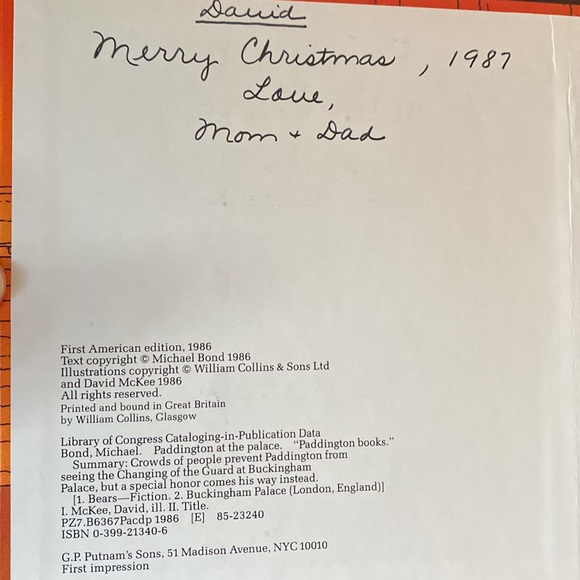 David
Merry Christmas, 1987
Love,
Mom + Dad
First American edition, 1986
Text copyright © Michael Bond 1986
Illustrations copyright © William Collins & Sons Ltd
and David McKee 1986
All rights reserved.
Printed and bound in Great Britain
by William Collins, Glasgow
Library of Congress Cataloging-in-Publication Data
Bond, Michael. Paddington at the palace. "Paddington books."
Summary: Crowds of people prevent Paddington from
seeing the Changing of the Guard at Buckingham
Palace, but a special honor comes his way instead.
[1. Bears—Fiction. 2. Buckingham Palace (London, England)]
I. McKee, David, ill. II. Title.
PZ7.B6367Pacdp 1986 [E] 85-23240
ISBN 0-399-21340-6
G.P. Putnam's Sons, 51 Madison Avenue, NYC 10010
First impression